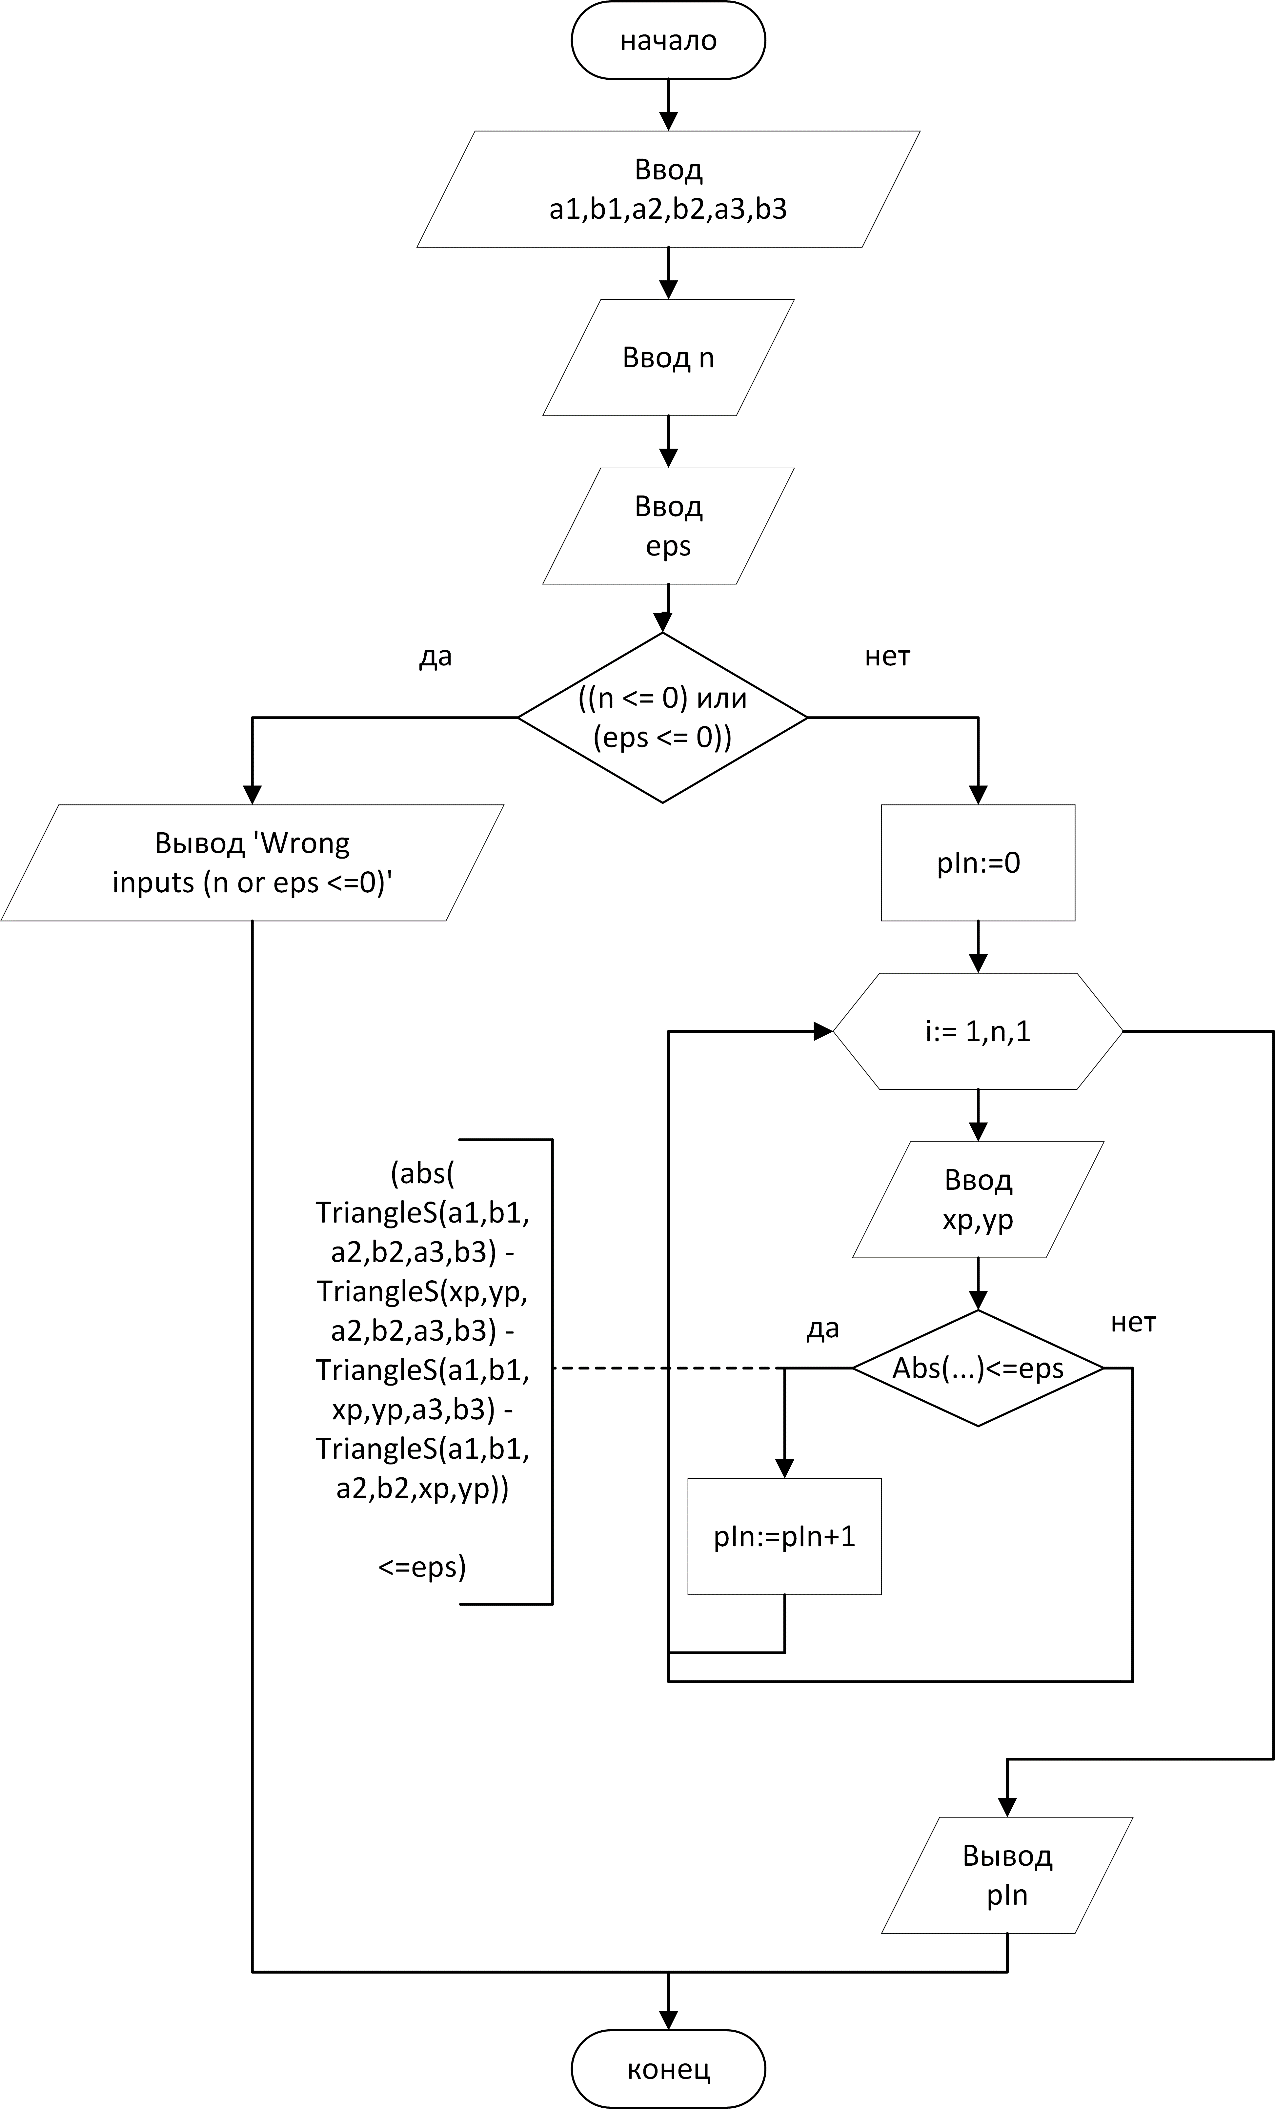 начало
Ввод
a1,b1,a2,b2,a3,b3
Ввод n
Ввод
eps
да
нет
((n <= 0) или
(eps <= 0))
Вывод 'Wrong
inputs (n or eps <=0)'
pIn:=0
i:= 1,n,1
Ввод
xp,yp
да
нет
Abs(...)<=eps
(abs(
TriangleS(a1,b1,
a2,b2,a3,b3) -
TriangleS(xp,yp,
a2,b2,a3,b3) -
TriangleS(a1,b1,
xp,yp,a3,b3) -
TriangleS(a1,b1,
a2,b2,xp,yp))
<=eps)
pIn:=pIn+1
Вывод
pIn
конец